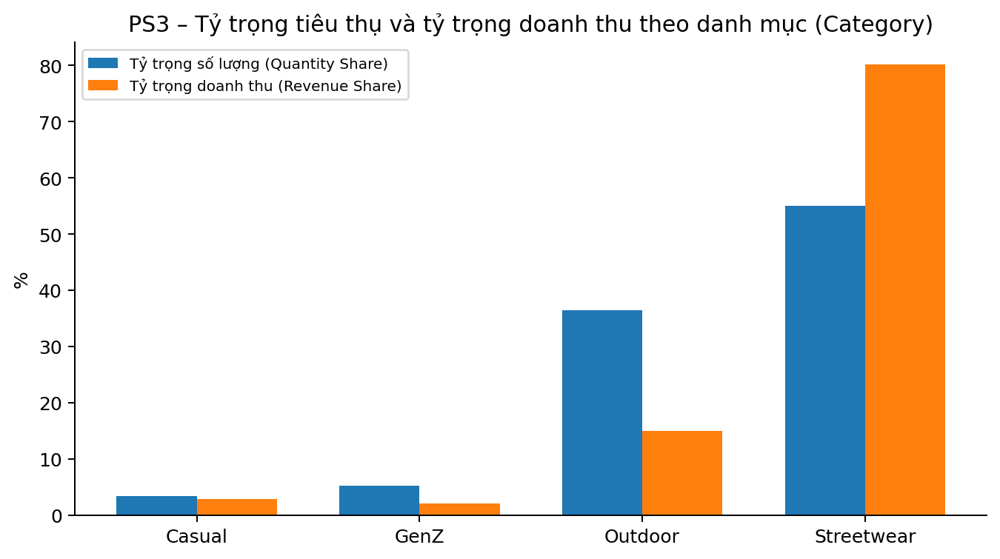 PS3 – Tỷ trọng tiêu thụ và tỷ trọng doanh thu theo danh mục (Category)
Tỷ trọng số lượng (Quantity Share)
Tỷ trọng doanh thu (Revenue Share)
%
80
70
60
50
40
30
20
10
0
Casual
GenZ
Outdoor
Streetwear